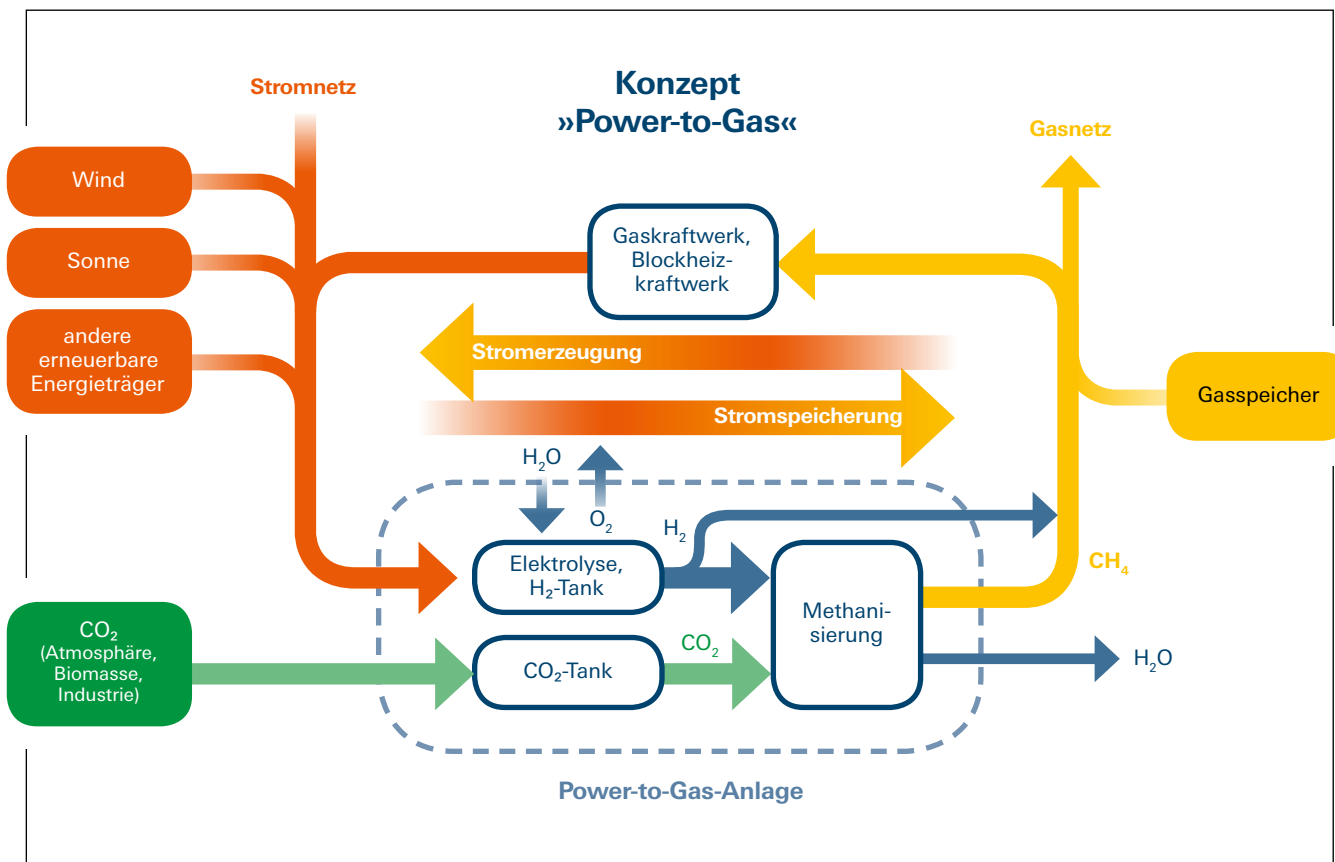 Konzept
»Power-to-Gas«
Stromnetz
Gasnetz
Wind
Sonne
andere
erneuerbare
Energieträger
Gaskraftwerk,
Blockheiz-
kraftwerk
Stromerzeugung
Stromspeicherung
Gasspeicher
H₂O
O₂
H₂
Elektrolyse,
H₂-Tank
Methani-
sierung
CH₄
CO₂
(Atmosphäre,
Biomasse,
Industrie)
CO₂-Tank
CO₂
H₂O
Power-to-Gas-Anlage